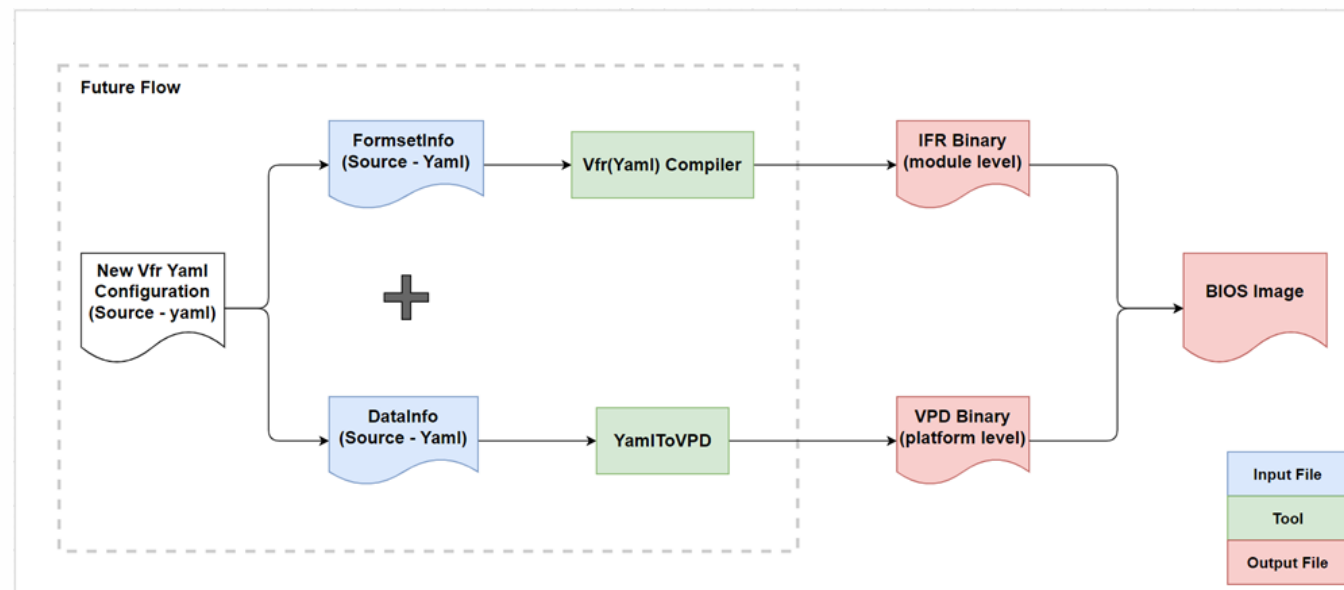 Future Flow
FormsetInfo
(Source - Yaml)
Vfr(Yaml) Compiler
IFR Binary
(module level)
New Vfr Yaml
Configuration
(Source - yaml)
BIOS Image
DataInfo
(Source - Yaml)
YamlToVPD
VPD Binary
(platform level)
Input File
Tool
Output File